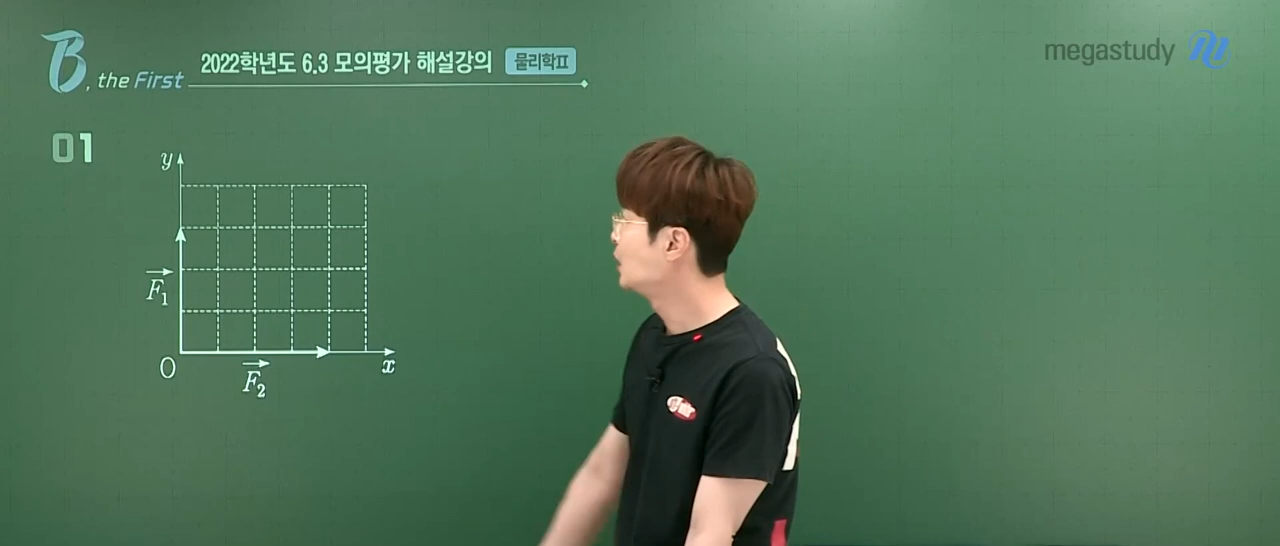 B, the First
2022학년도 6.3 모의평가 해설강의 물리학Ⅱ
megastudy
01
y
F₁
O
F₂
x